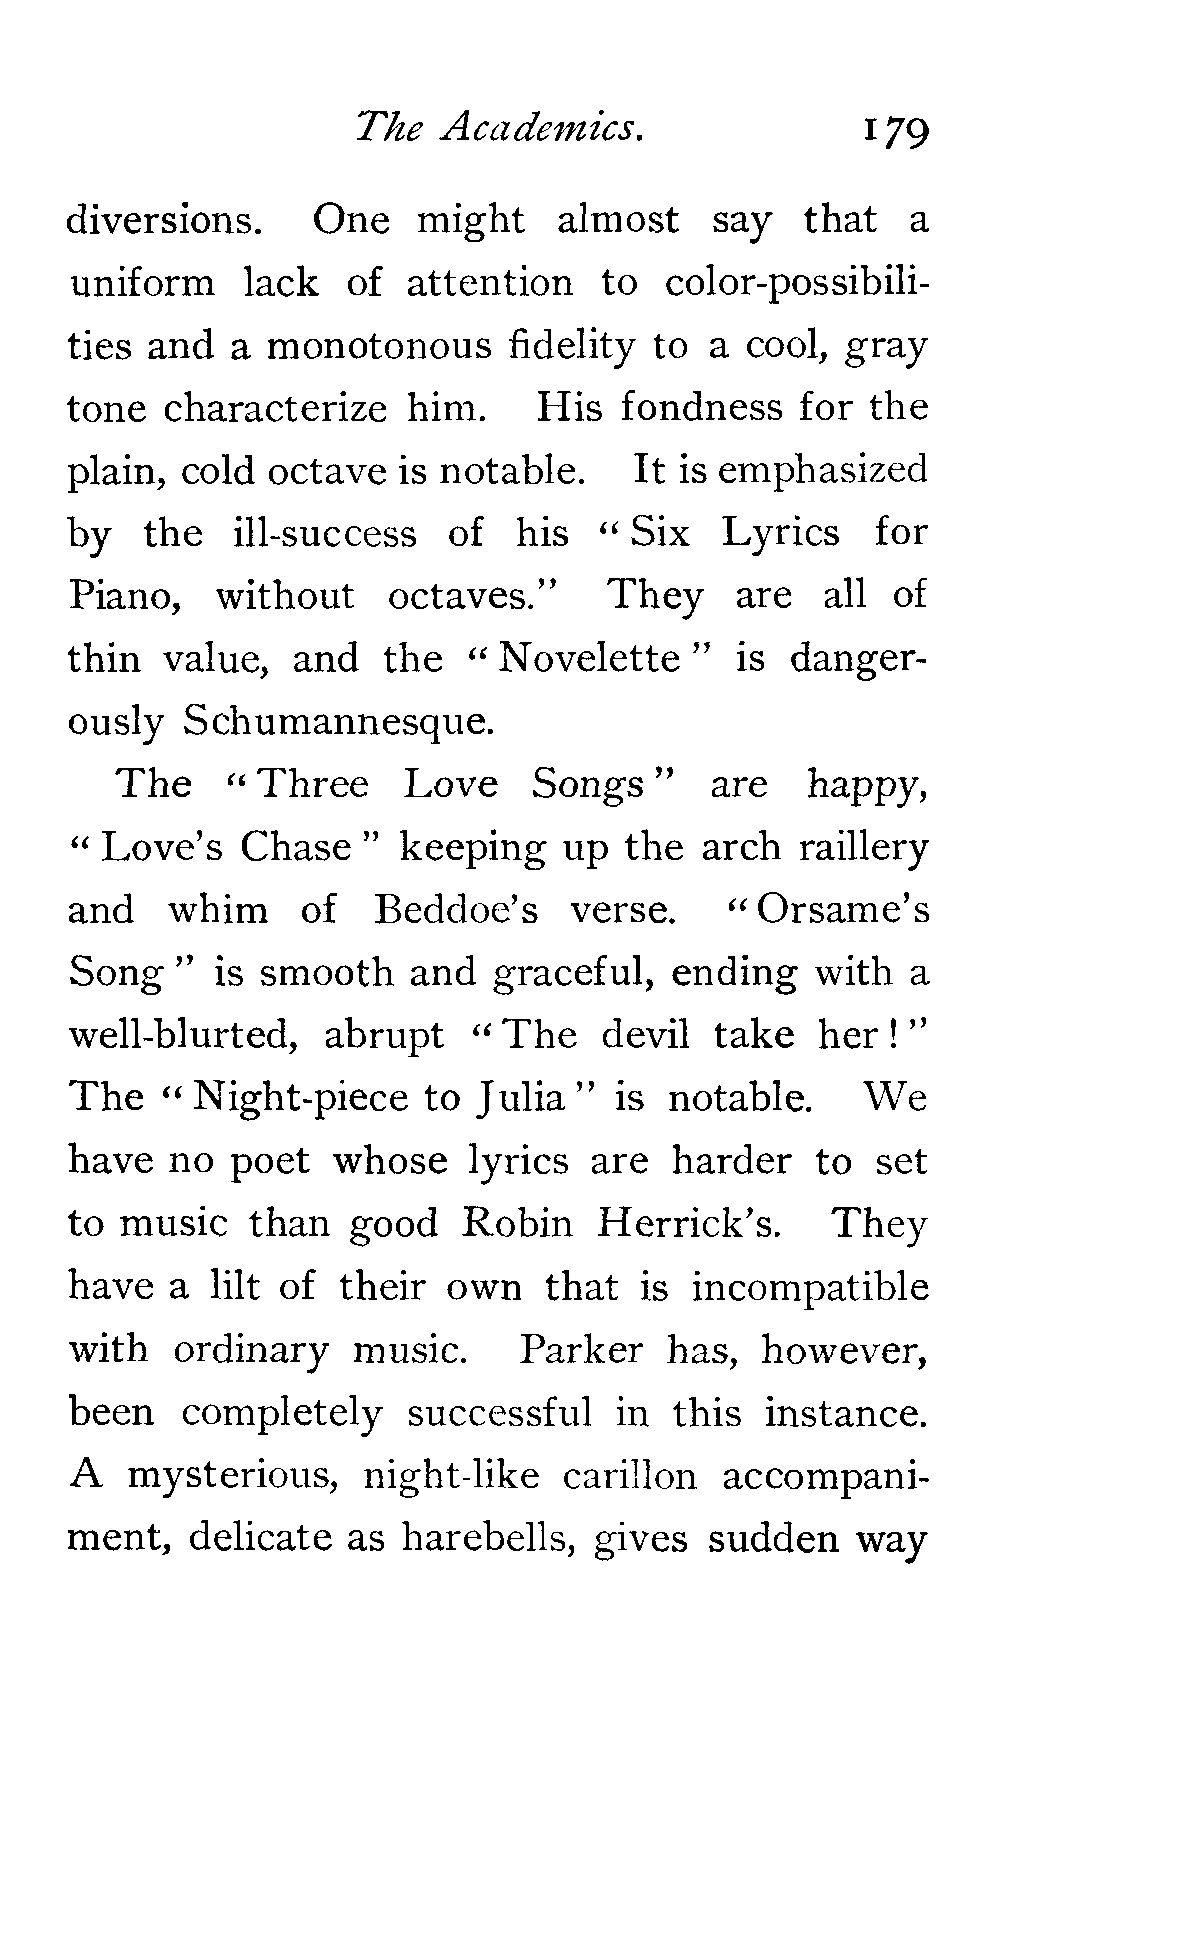 The Academics. 179
diversions. One might almost say that a
uniform lack of attention to color-possibili-
ties and a monotonous fidelity to a cool, gray
tone characterize him. His fondness for the
plain, cold octave is notable. It is emphasized
by the ill-success of his “ Six Lyrics for
Piano, without octaves.” They are all of
thin value, and the “ Novelette ” is danger-
ously Schumannesque.
The “ Three Love Songs ” are happy,
“ Love’s Chase ” keeping up the arch raillery
and whim of Beddoe’s verse. “ Orsame’s
Song ” is smooth and graceful, ending with a
well-blurted, abrupt “ The devil take her ! ”
The “ Night-piece to Julia ” is notable. We
have no poet whose lyrics are harder to set
to music than good Robin Herrick’s. They
have a lilt of their own that is incompatible
with ordinary music. Parker has, however,
been completely successful in this instance.
A mysterious, night-like carillon accompani-
ment, delicate as harebells, gives sudden way